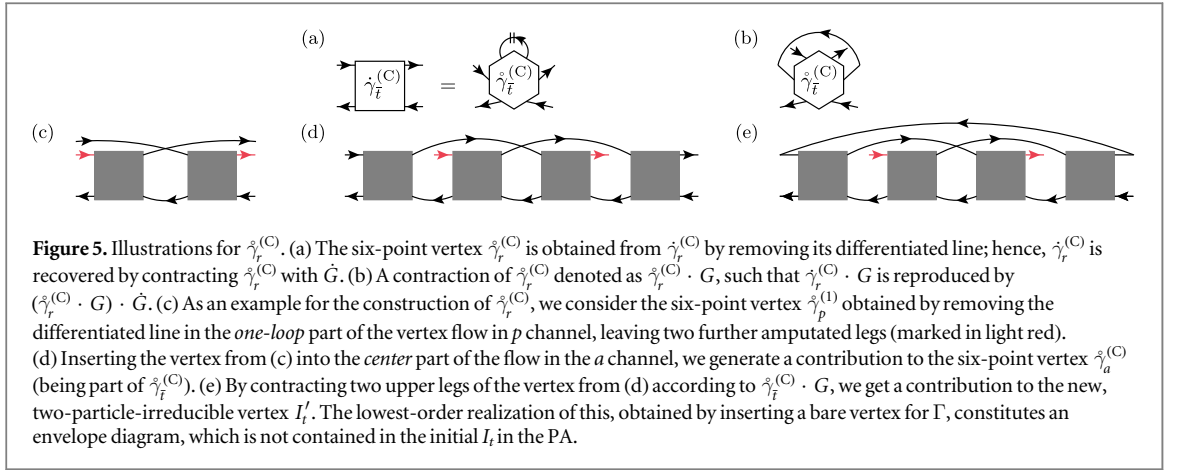 (a) γ̇_t̄^(C) = γ̊_t̄^(C) (b) γ̊_t̄^(C)
(c) (d) (e)
Figure 5. Illustrations for γ̊_r^(C). (a) The six-point vertex γ̊_r^(C) is obtained from γ̇_r^(C) by removing its differentiated line; hence, γ̇_r^(C) is
recovered by contracting γ̊_r^(C) with Ġ. (b) A contraction of γ̊_r^(C) denoted as γ̊_r^(C) · G, such that γ̇_r^(C) · G is reproduced by
(γ̊_r^(C) · G) · Ġ. (c) As an example for the construction of γ̊_r^(C), we consider the six-point vertex γ̊_p^(1) obtained by removing the
differentiated line in the one-loop part of the vertex flow in p channel, leaving two further amputated legs (marked in light red).
(d) Inserting the vertex from (c) into the center part of the flow in the a channel, we generate a contribution to the six-point vertex γ̊_a^(C)
(being part of γ̊_t̄^(C)). (e) By contracting two upper legs of the vertex from (d) according to γ̊_t̄^(C) · G, we get a contribution to the new,
two-particle-irreducible vertex I_t′. The lowest-order realization of this, obtained by inserting a bare vertex for Γ, constitutes an
envelope diagram, which is not contained in the initial I_t in the PA.